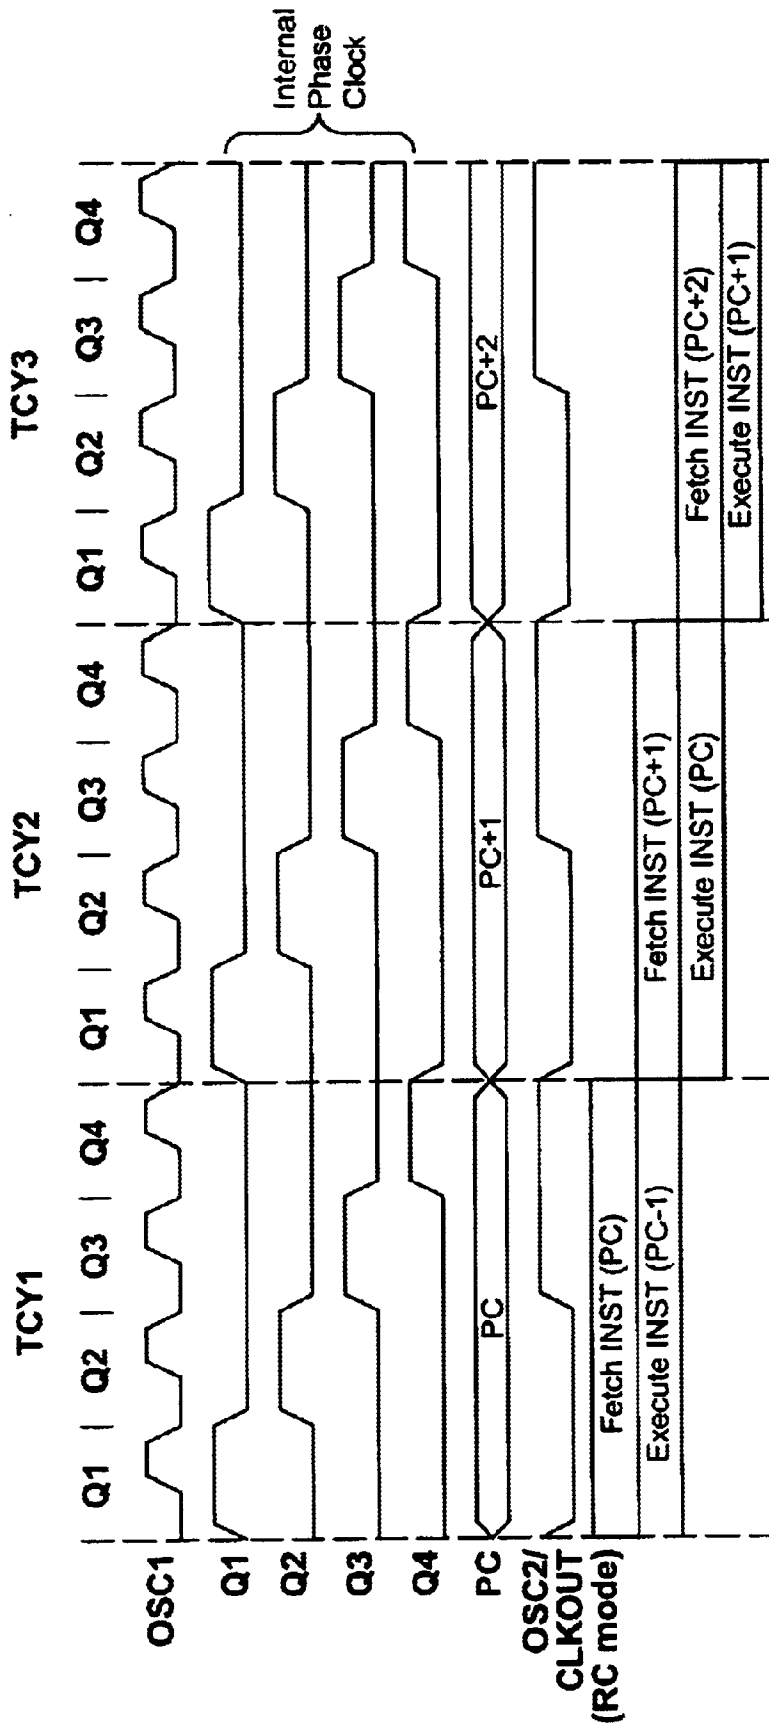 TCY1 TCY2 TCY3
Q1 | Q2 | Q3 | Q4 | Q1 | Q2 | Q3 | Q4 | Q1 | Q2 | Q3 | Q4
OSC1
Q1
Q2
Q3
Q4
Internal
Phase
Clock
PC
PC PC+1 PC+2
OSC2/
CLKOUT
(RC mode)
Fetch INST (PC)
Execute INST (PC-1)
Fetch INST (PC+1)
Execute INST (PC)
Fetch INST (PC+2)
Execute INST (PC+1)